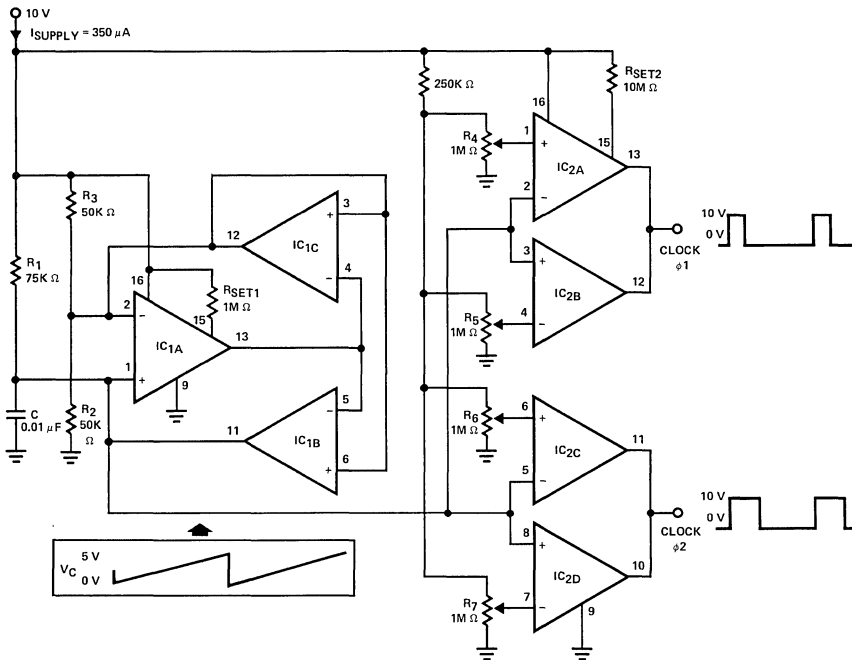 10 V
I SUPPLY = 350 μA
R3
50K Ω
R1
75K Ω
16
RSET1
1M Ω
15
2
−
IC1A
13
1
+
9
C
0.01 μF
R2
50K
Ω
12
IC1C
+
3
−
4
11
IC1B
−
5
+
6
VC
5 V
0 V
250K Ω
RSET2
10M Ω
16
15
R4
1M Ω
1
+
IC2A
13
2
−
3
+
IC2B
12
R5
1M Ω
4
−
CLOCK
φ1
10 V
0 V
R6
1M Ω
6
+
IC2C
11
5
−
8
+
IC2D
10
R7
1M Ω
7
−
9
CLOCK
φ2
10 V
0 V